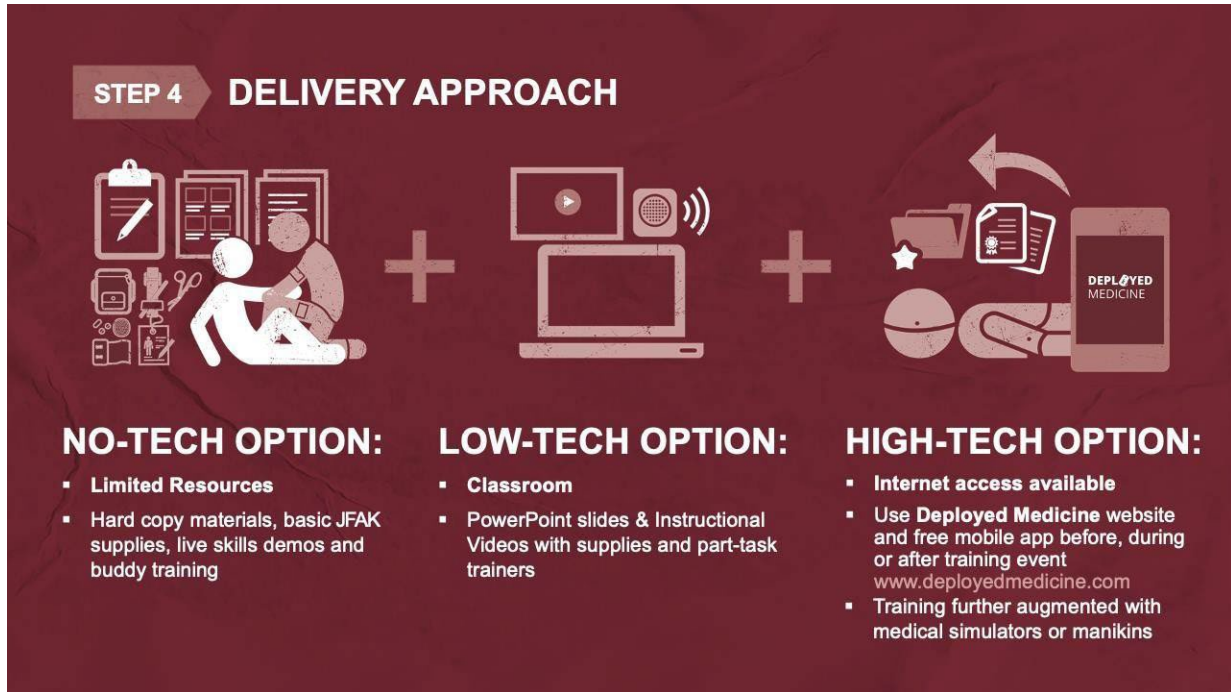 STEP 4
DELIVERY APPROACH
DEPLOYED
MEDICINE
NO-TECH OPTION:
▪ Limited Resources
▪ Hard copy materials, basic JFAK
supplies, live skills demos and
buddy training
LOW-TECH OPTION:
▪ Classroom
▪ PowerPoint slides & Instructional
Videos with supplies and part-task
trainers
HIGH-TECH OPTION:
▪ Internet access available
▪ Use Deployed Medicine website
and free mobile app before, during
or after training event
www.deployedmedicine.com
▪ Training further augmented with
medical simulators or manikins